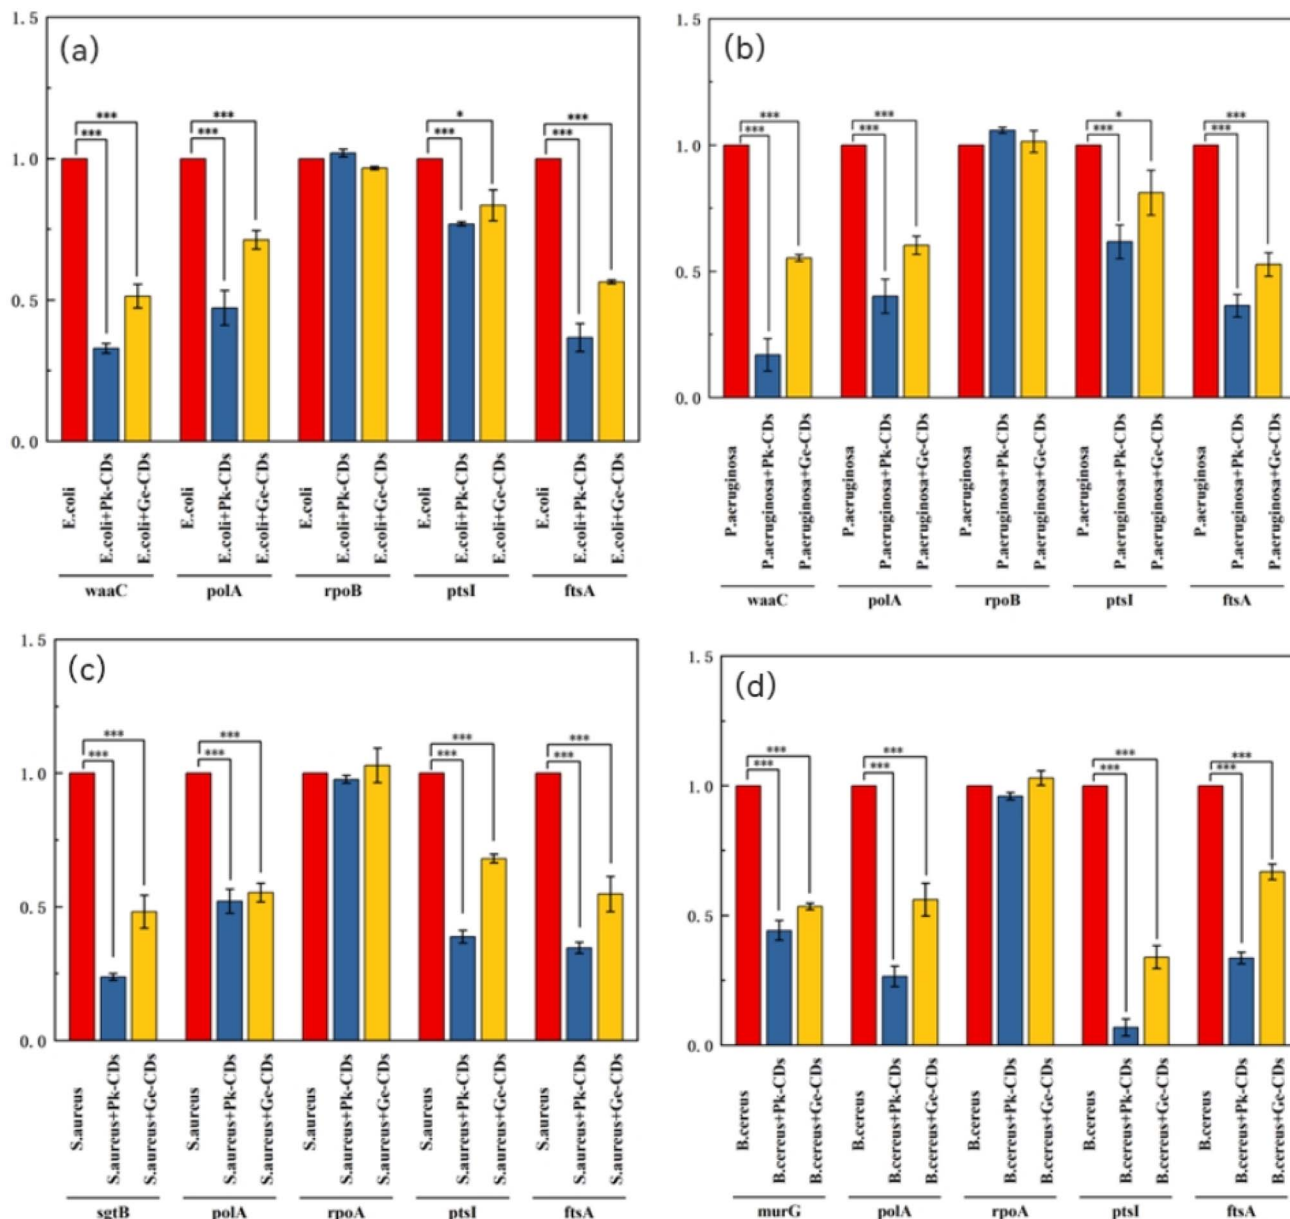 (a)
1.5
1.0
0.5
0.0
*** ***
*** ***
*** *
*** ***
E.coli
E.coli+Pk-CDs
E.coli+Ge-CDs
E.coli
E.coli+Pk-CDs
E.coli+Ge-CDs
E.coli
E.coli+Pk-CDs
E.coli+Ge-CDs
E.coli
E.coli+Pk-CDs
E.coli+Ge-CDs
E.coli
E.coli+Pk-CDs
E.coli+Ge-CDs
waaC polA rpoB ptsI ftsA
(b)
1.5
1.0
0.5
0.0
*** ***
*** ***
*** *
*** ***
P.aeruginosa
P.aeruginosa+Pk-CDs
P.aeruginosa+Ge-CDs
P.aeruginosa
P.aeruginosa+Pk-CDs
P.aeruginosa+Ge-CDs
P.aeruginosa
P.aeruginosa+Pk-CDs
P.aeruginosa+Ge-CDs
P.aeruginosa
P.aeruginosa+Pk-CDs
P.aeruginosa+Ge-CDs
P.aeruginosa
P.aeruginosa+Pk-CDs
P.aeruginosa+Ge-CDs
waaC polA rpoB ptsI ftsA
(c)
1.5
1.0
0.5
0.0
*** ***
*** ***
*** ***
*** ***
S.aureus
S.aureus+Pk-CDs
S.aureus+Ge-CDs
S.aureus
S.aureus+Pk-CDs
S.aureus+Ge-CDs
S.aureus
S.aureus+Pk-CDs
S.aureus+Ge-CDs
S.aureus
S.aureus+Pk-CDs
S.aureus+Ge-CDs
S.aureus
S.aureus+Pk-CDs
S.aureus+Ge-CDs
sgtB polA rpoA ptsI ftsA
(d)
1.5
1.0
0.5
0.0
*** ***
*** ***
*** ***
*** ***
B.cereus
B.cereus+Pk-CDs
B.cereus+Ge-CDs
B.cereus
B.cereus+Pk-CDs
B.cereus+Ge-CDs
B.cereus
B.cereus+Pk-CDs
B.cereus+Ge-CDs
B.cereus
B.cereus+Pk-CDs
B.cereus+Ge-CDs
B.cereus
B.cereus+Pk-CDs
B.cereus+Ge-CDs
murG polA rpoA ptsI ftsA